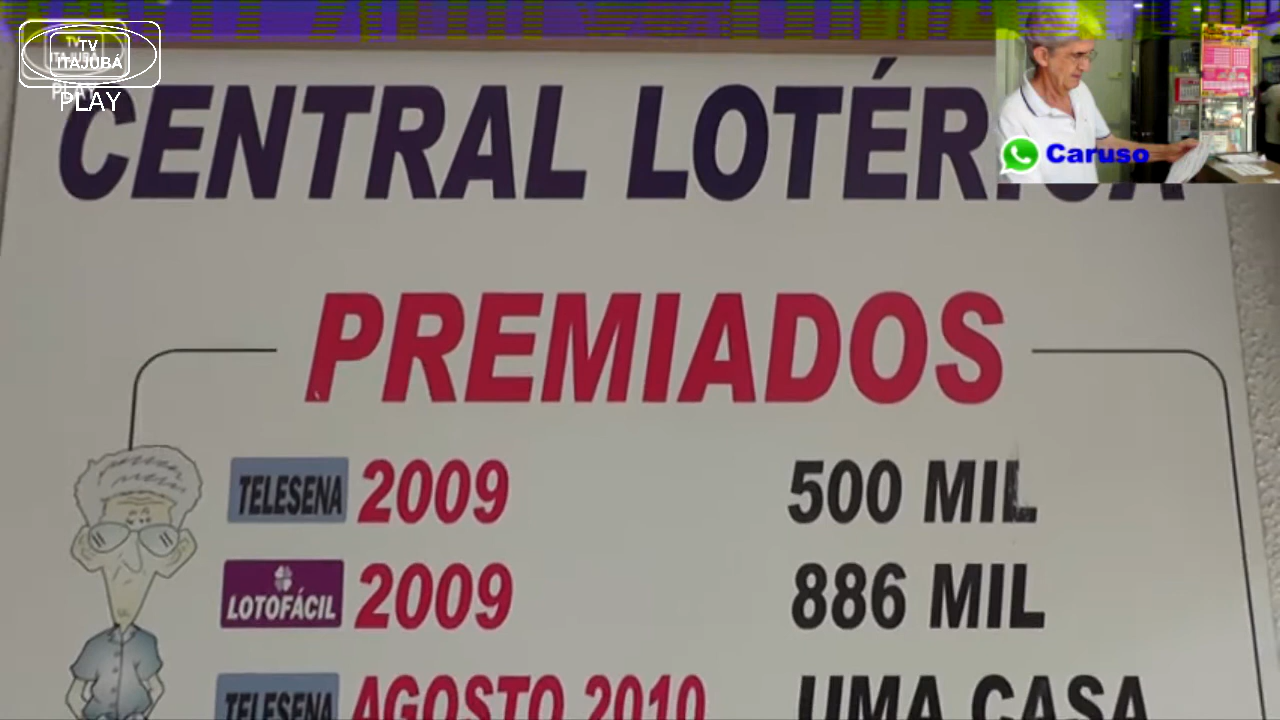 TV
ITAJUBÁ
PLAY
CENTRAL LOTÉRICA
Caruso
PREMIADOS
TELESENA 2009 500 MIL
LOTOFÁCIL 2009 886 MIL
TELESENA AGOSTO 2010 UMA CASA